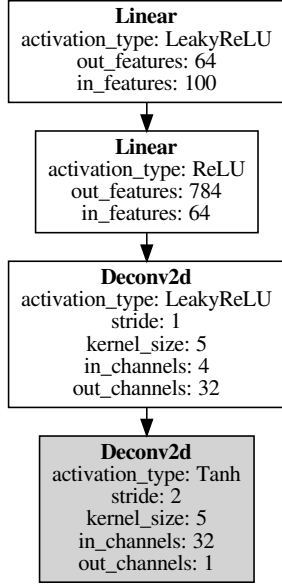 Linear
activation_type: LeakyReLU
out_features: 64
in_features: 100
Linear
activation_type: ReLU
out_features: 784
in_features: 64
Deconv2d
activation_type: LeakyReLU
stride: 1
kernel_size: 5
in_channels: 4
out_channels: 32
Deconv2d
activation_type: Tanh
stride: 2
kernel_size: 5
in_channels: 32
out_channels: 1